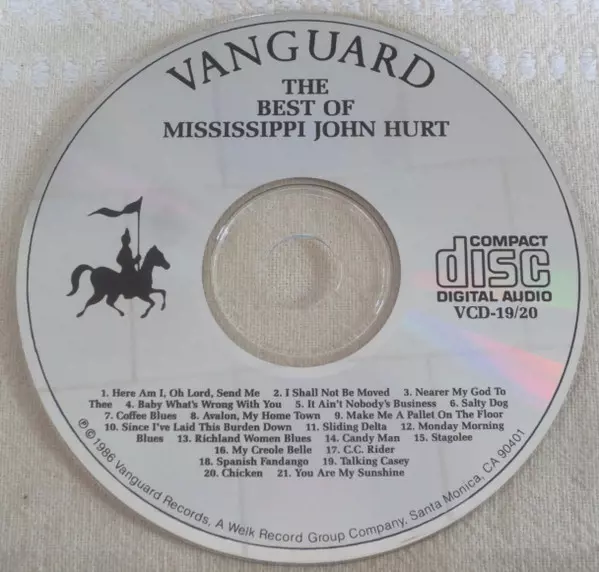 VANGUARD
THE
BEST OF
MISSISSIPPI JOHN HURT
COMPACT
disc
DIGITAL AUDIO
VCD-19/20
1. Here Am I, Oh Lord, Send Me 2. I Shall Not Be Moved 3. Nearer My God To
Thee 4. Baby What's Wrong With You 5. It Ain't Nobody's Business 6. Salty Dog
7. Coffee Blues 8. Avalon, My Home Town 9. Make Me A Pallet On The Floor
10. Since I've Laid This Burden Down 11. Sliding Delta 12. Monday Morning
Blues 13. Richland Women Blues 14. Candy Man 15. Stagolee
16. My Creole Belle 17. C.C. Rider
18. Spanish Fandango 19. Talking Casey
20. Chicken 21. You Are My Sunshine
℗ © 1986 Vanguard Records, A Welk Record Group Company, Santa Monica, CA 90401